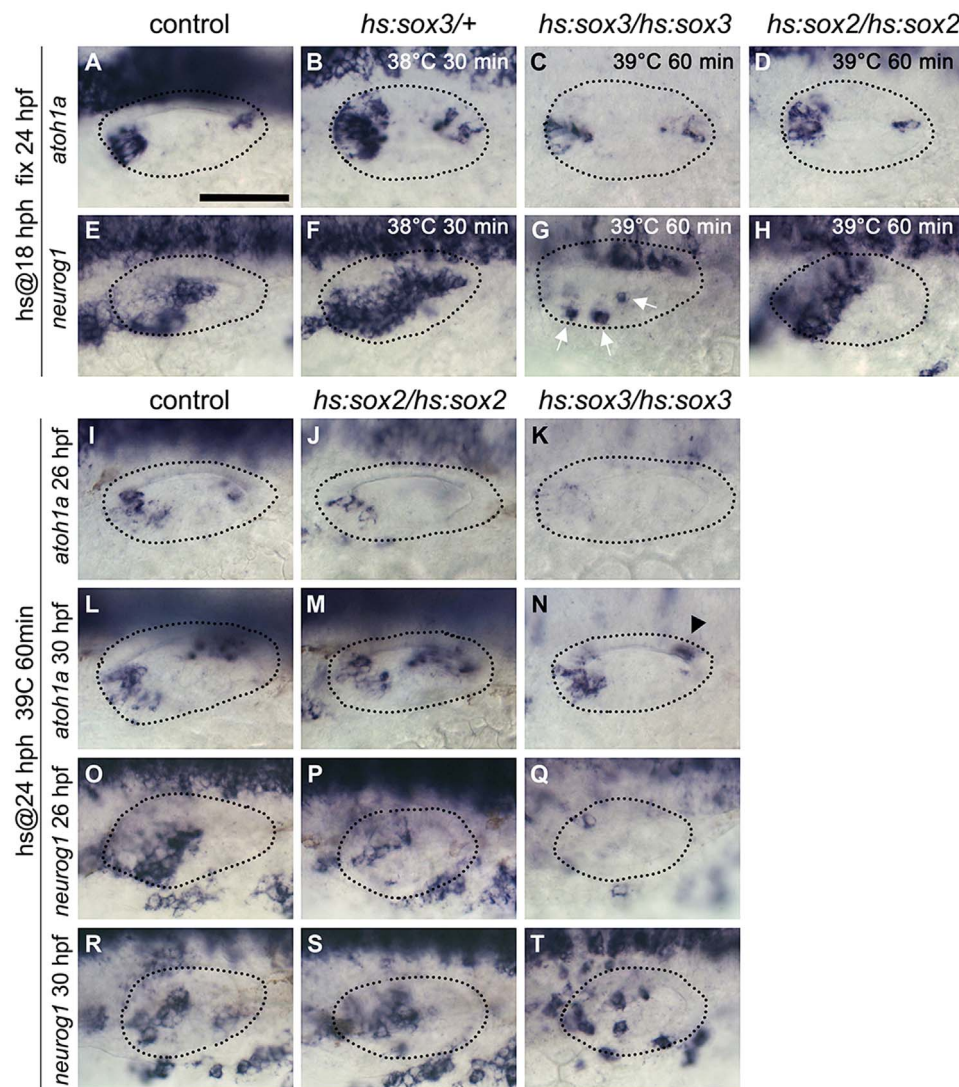 control hs:sox3/+ hs:sox3/hs:sox3 hs:sox2/hs:sox2
hs@18 hph fix 24 hpf
atoh1a
A B 38°C 30 min C 39°C 60 min D 39°C 60 min
neurog1
E F 38°C 30 min G 39°C 60 min H 39°C 60 min
control hs:sox2/hs:sox2 hs:sox3/hs:sox3
hs@24 hph 39C 60min
atoh1a 26 hpf
I J K
atoh1a 30 hpf
L M N
neurog1 26 hpf
O P Q
neurog1 30 hpf
R S T